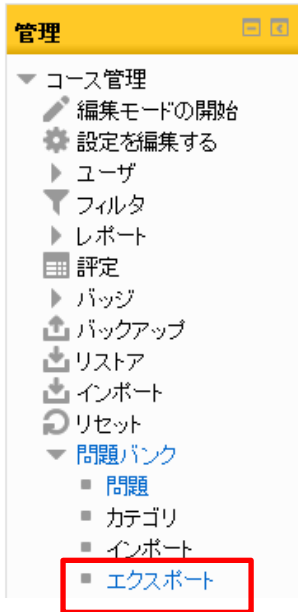 管理
コース管理
編集モードの開始
設定を編集する
ユーザ
フィルタ
レポート
評定
バッジ
バックアップ
リストア
インポート
リセット
問題バンク
問題
カテゴリ
インポート
エクスポート